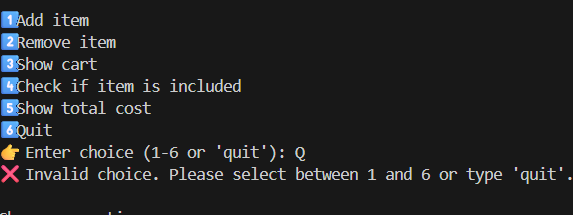 1️⃣Add item
2️⃣Remove item
3️⃣Show cart
4️⃣Check if item is included
5️⃣Show total cost
6️⃣Quit
👉 Enter choice (1-6 or 'quit'): Q
❌ Invalid choice. Please select between 1 and 6 or type 'quit'.